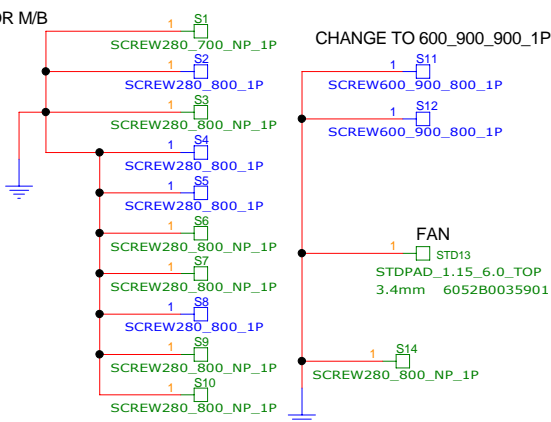 OR M/B
1 S1
SCREW280_700_NP_1P
1 S2
SCREW280_800_1P
1 S3
SCREW280_800_NP_1P
1 S4
SCREW280_800_1P
1 S5
SCREW280_800_1P
1 S6
SCREW280_800_NP_1P
1 S7
SCREW280_800_NP_1P
1 S8
SCREW280_800_1P
1 S9
SCREW280_800_NP_1P
1 S10
SCREW280_800_NP_1P
CHANGE TO 600_900_900_1P
1 S11
SCREW600_900_800_1P
1 S12
SCREW600_900_800_1P
FAN
1 STD13
STDPAD_1.15_6.0_TOP
3.4mm 6052B0035901
1 S14
SCREW280_800_NP_1P